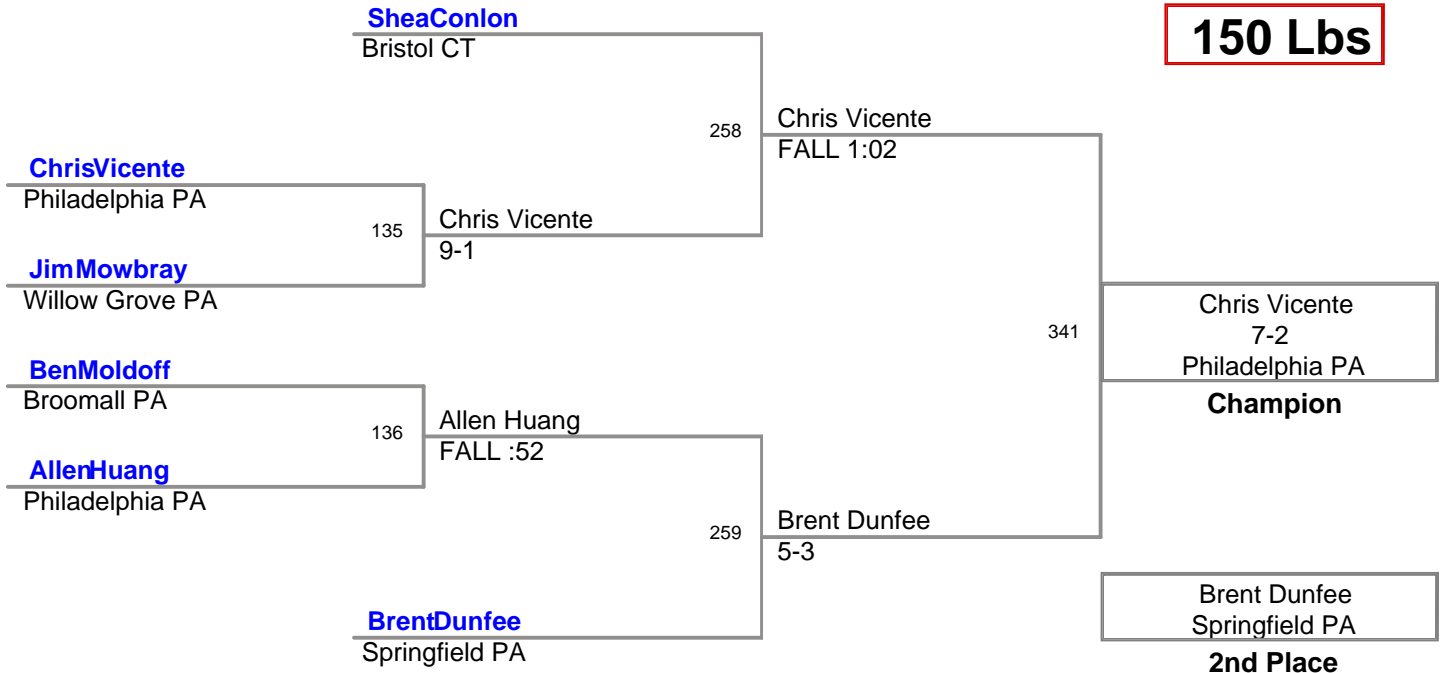 SheaConlon
Bristol CT
150 Lbs
258
Chris Vicente
FALL 1:02
ChrisVicente
Philadelphia PA
135
Chris Vicente
9-1
JimMowbray
Willow Grove PA
341
Chris Vicente
7-2
Philadelphia PA
Champion
BenMoldoff
Broomall PA
136
Allen Huang
FALL :52
AllenHuang
Philadelphia PA
259
Brent Dunfee
5-3
BrentDunfee
Springfield PA
Brent Dunfee
Springfield PA
2nd Place